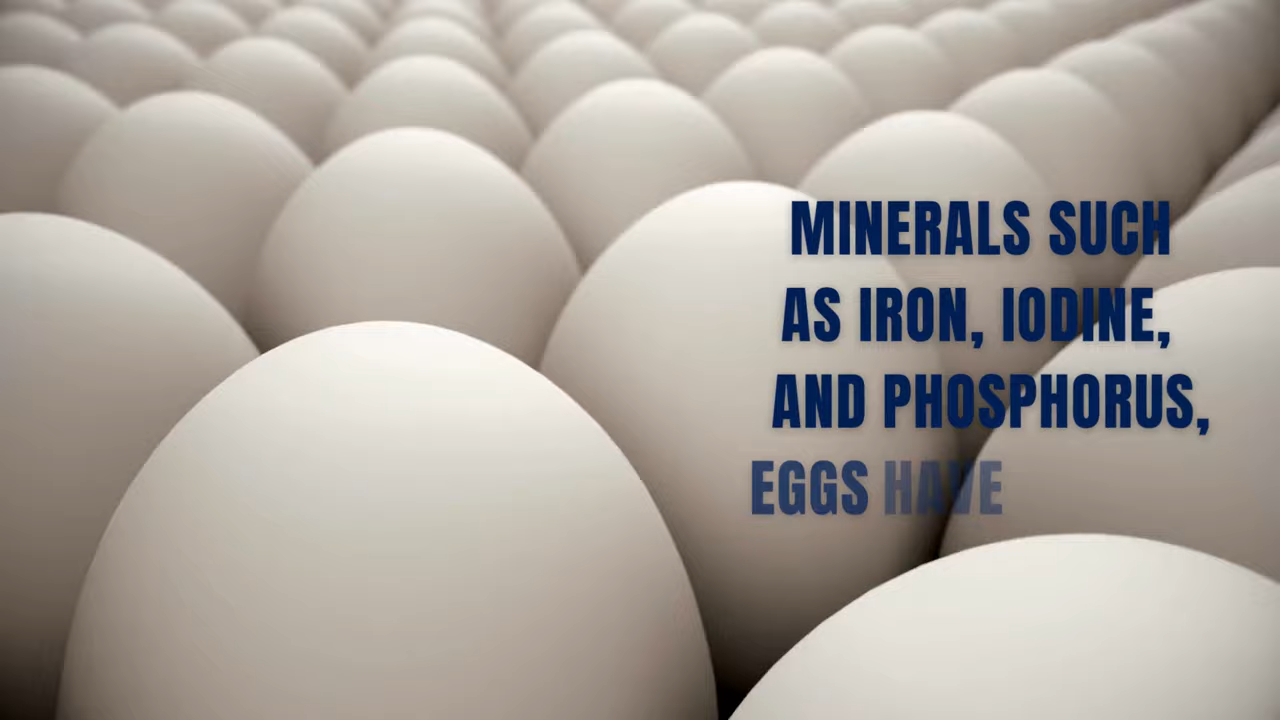 MINERALS SUCH
AS IRON, IODINE,
AND PHOSPHORUS,
EGGS HAVE